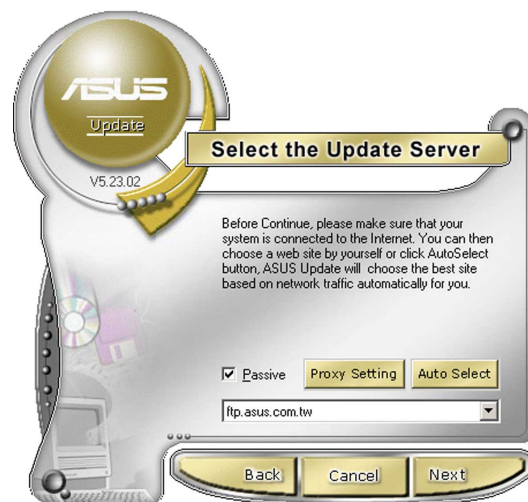 ASUS
Update
V5.23.02
Select the Update Server
Before Continue, please make sure that your
system is connected to the Internet. You can then
choose a web site by yourself or click AutoSelect
button, ASUS Update will choose the best site
based on network traffic automatically for you.
Passive
Proxy Setting
Auto Select
ftp.asus.com.tw
Back
Cancel
Next